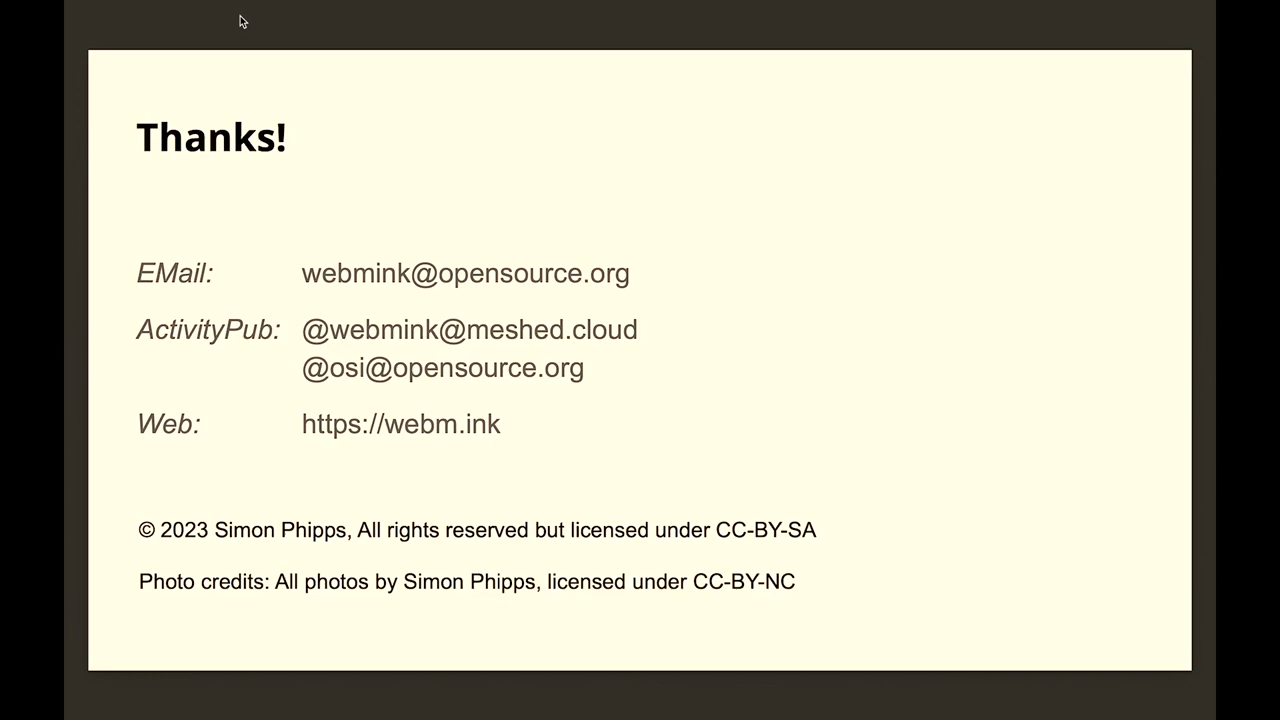 Thanks!
EMail: webmink@opensource.org
ActivityPub: @webmink@meshed.cloud
@osi@opensource.org
Web: https://webm.ink
© 2023 Simon Phipps, All rights reserved but licensed under CC-BY-SA
Photo credits: All photos by Simon Phipps, licensed under CC-BY-NC